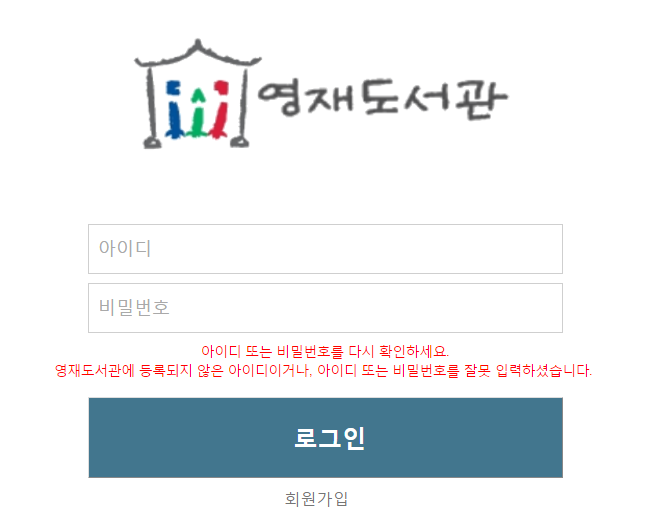 영재도서관
아이디
비밀번호
아이디 또는 비밀번호를 다시 확인하세요.
영재도서관에 등록되지 않은 아이디이거나, 아이디 또는 비밀번호를 잘못 입력하셨습니다.
로그인
회원가입